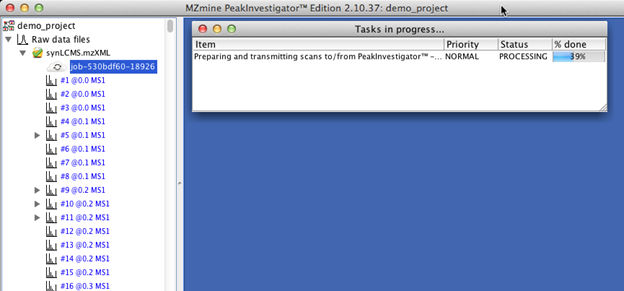 MZmine PeakInvestigator™ Edition 2.10.37: demo_project
demo_project
Raw data files
synLCMS.mzXML
job-530bdf60-18926
#1 @0.0 MS1
#2 @0.0 MS1
#3 @0.0 MS1
#4 @0.1 MS1
#5 @0.1 MS1
#6 @0.1 MS1
#7 @0.1 MS1
#8 @0.1 MS1
#9 @0.2 MS1
#10 @0.2 MS1
#11 @0.2 MS1
#12 @0.2 MS1
#13 @0.2 MS1
#14 @0.2 MS1
#15 @0.2 MS1
#16 @0.3 MS1
Tasks in progress...
Item Priority Status % done
Preparing and transmitting scans to/from PeakInvestigator™ -... NORMAL PROCESSING 39%